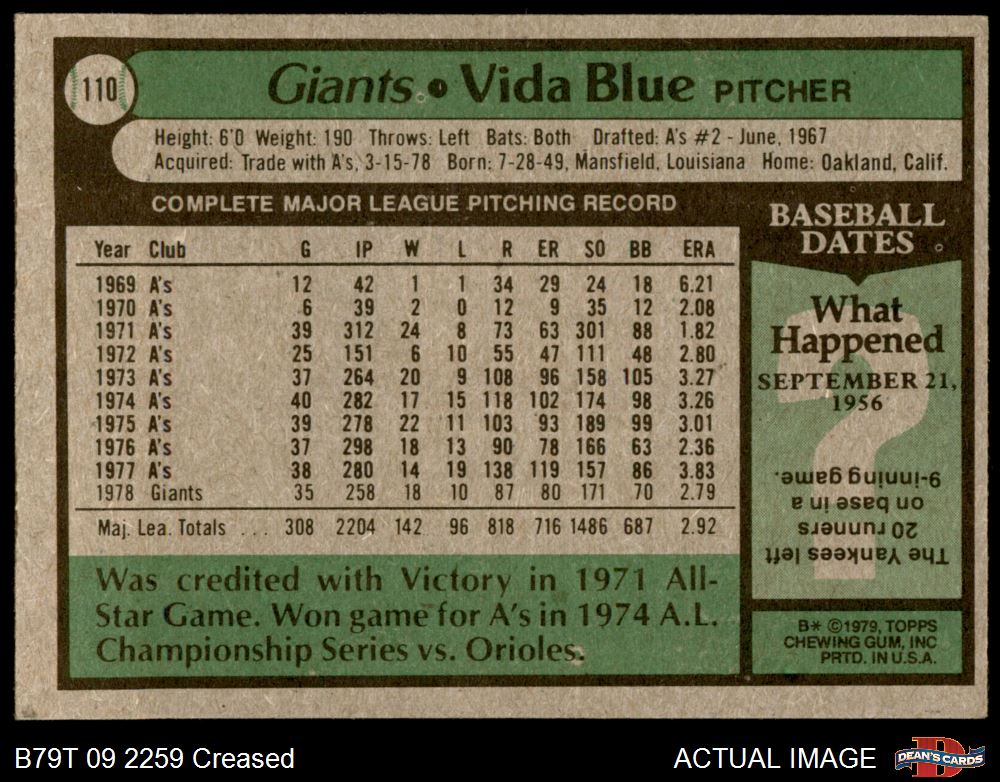 110
Giants • Vida Blue PITCHER
Height: 6'0 Weight: 190 Throws: Left Bats: Both Drafted: A's #2 - June, 1967
Acquired: Trade with A's, 3-15-78 Born: 7-28-49, Mansfield, Louisiana Home: Oakland, Calif.
COMPLETE MAJOR LEAGUE PITCHING RECORD
Year Club G IP W L R ER SO BB ERA
1969 A's 12 42 1 1 34 29 24 18 6.21
1970 A's 6 39 2 0 12 9 35 12 2.08
1971 A's 39 312 24 8 73 63 301 88 1.82
1972 A's 25 151 6 10 55 47 111 48 2.80
1973 A's 37 264 20 9 108 96 158 105 3.27
1974 A's 40 282 17 15 118 102 174 98 3.26
1975 A's 39 278 22 11 103 93 189 99 3.01
1976 A's 37 298 18 13 90 78 166 63 2.36
1977 A's 38 280 14 19 138 119 157 86 3.83
1978 Giants 35 258 18 10 87 80 171 70 2.79
Maj. Lea. Totals ... 308 2204 142 96 818 716 1486 687 2.92
Was credited with Victory in 1971 All-
Star Game. Won game for A's in 1974 A.L.
Championship Series vs. Orioles.
BASEBALL
DATES
What
Happened
SEPTEMBER 21,
1956
?
The Yankees left
20 runners
on base in a
9-inning game.
B* ©1979, TOPPS
CHEWING GUM, INC
PRTD. IN U.S.A.
B79T 09 2259 Creased
ACTUAL IMAGE
D
DEAN'S CARDS